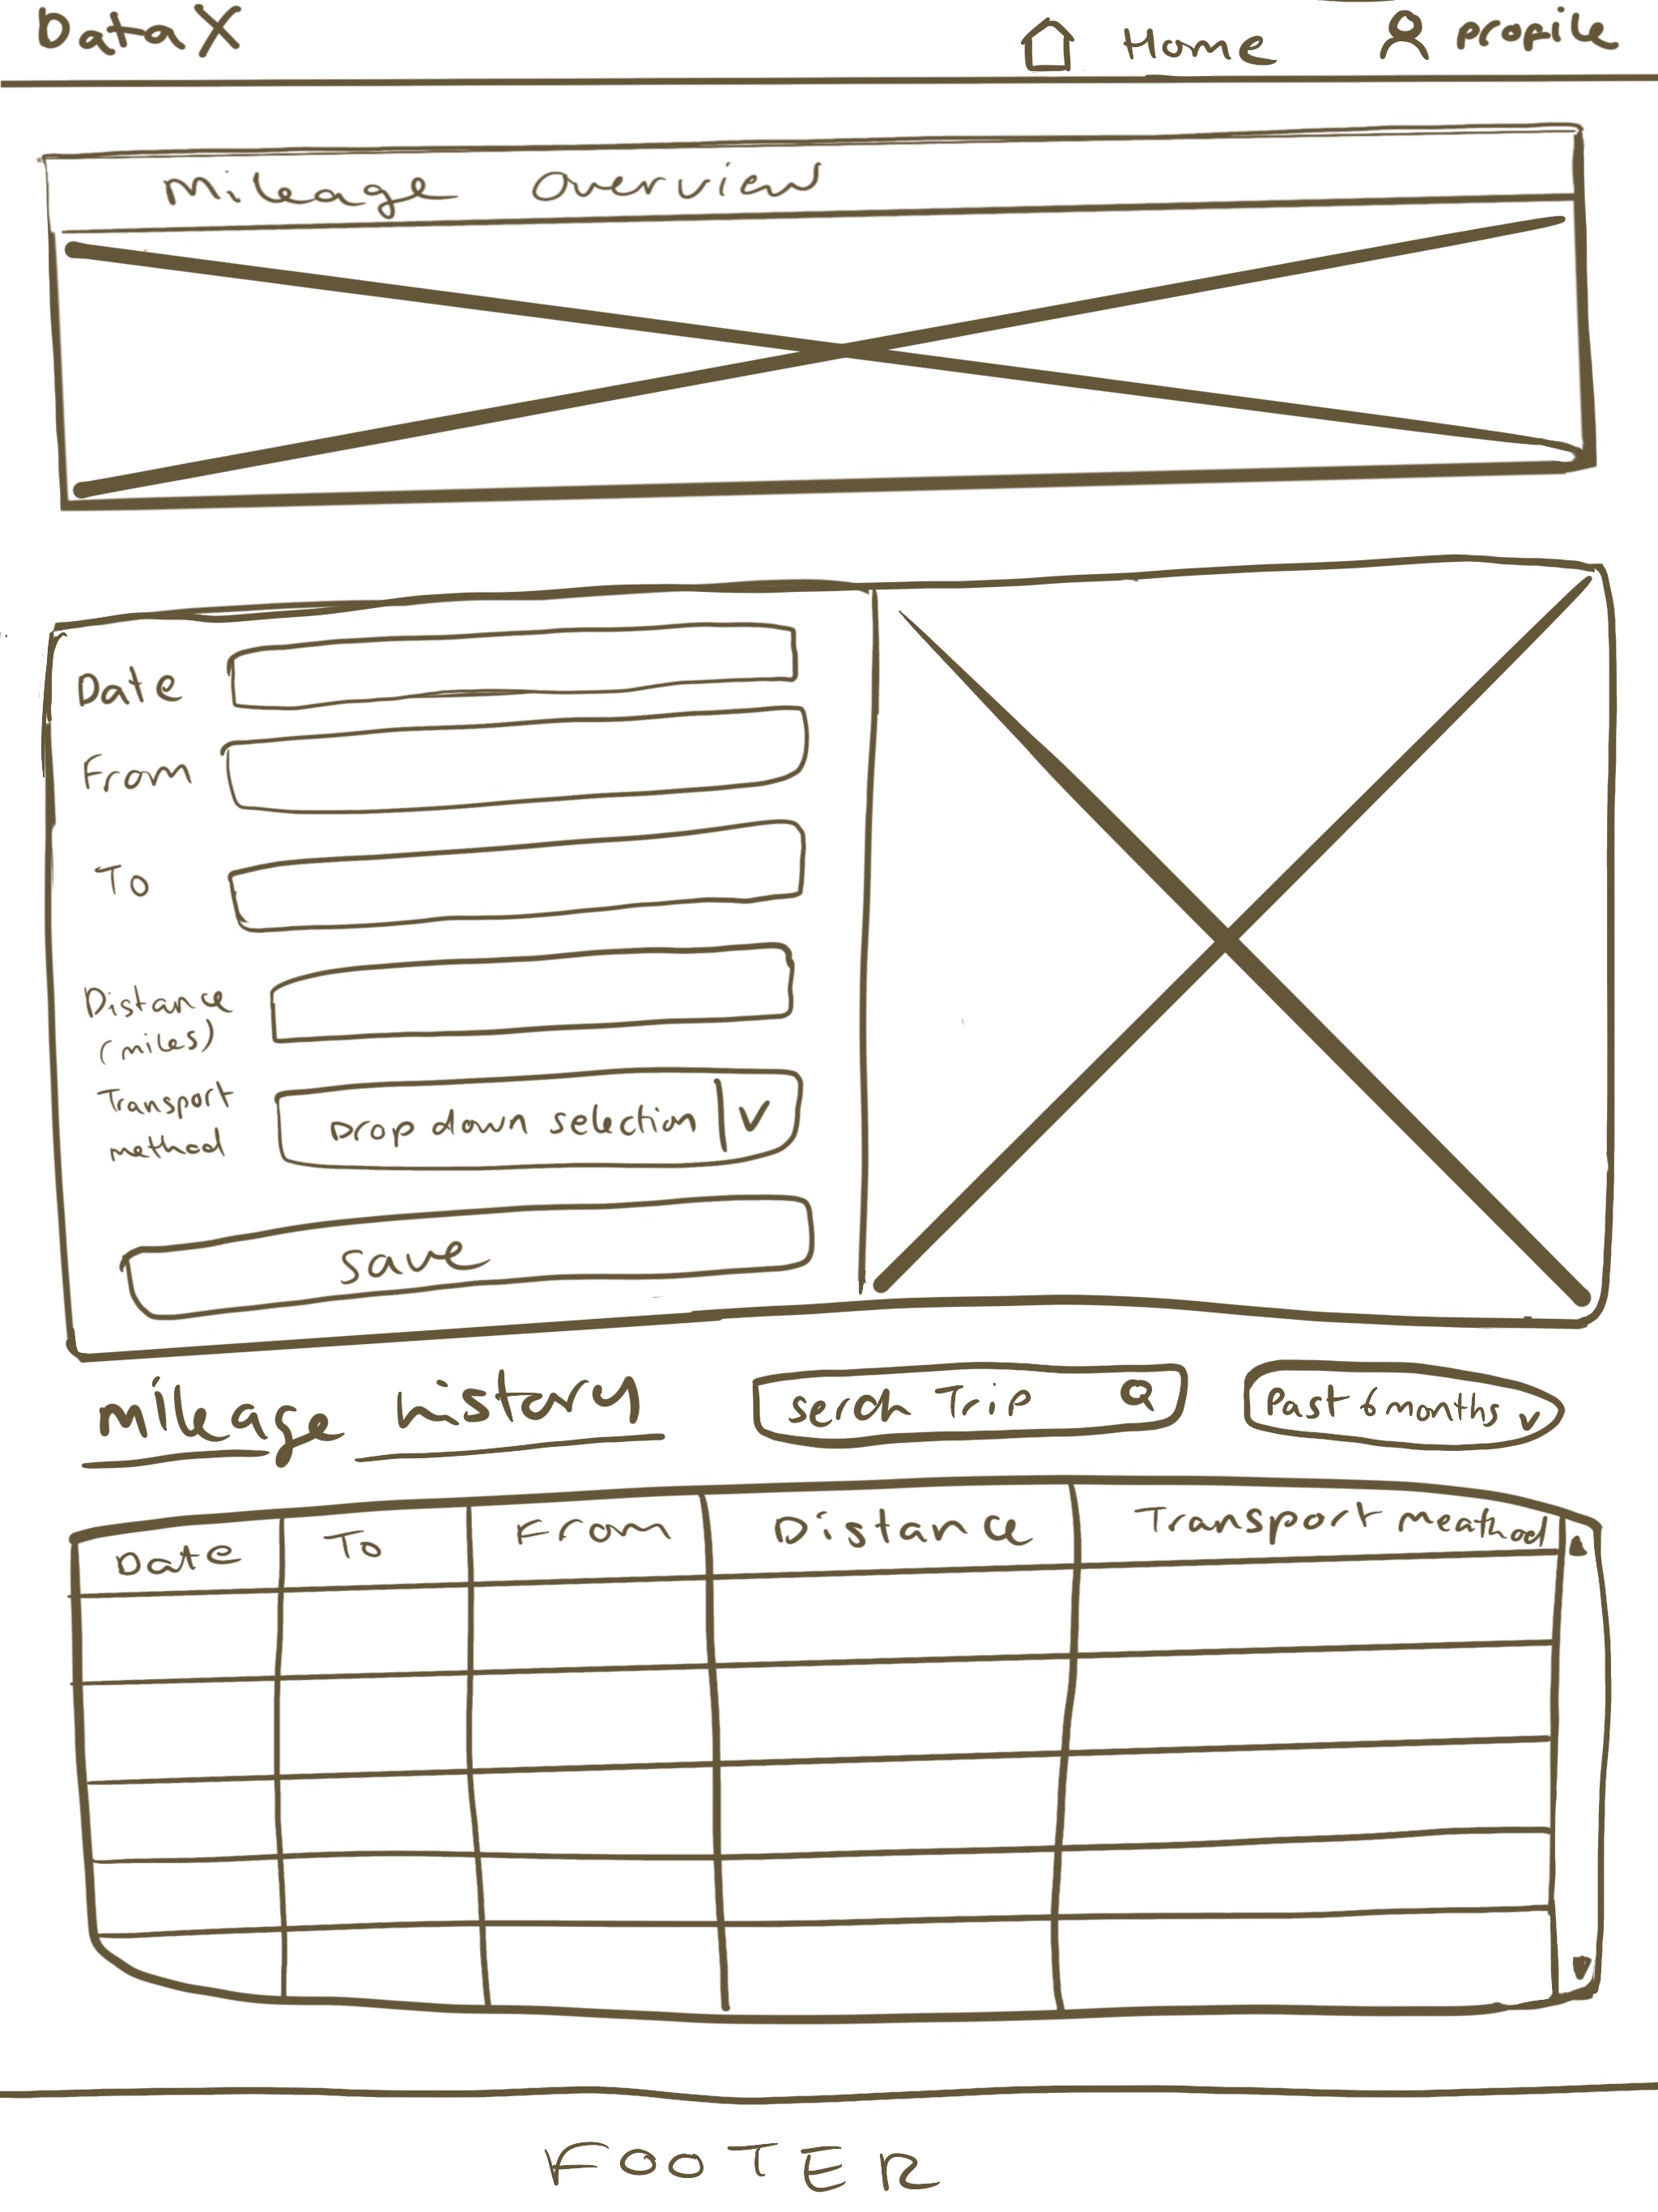 Data X
Home
profile
Mileage overview
Date
From
To
Distance
(miles)
Transport
method
Drop down selection
V
Save
mileage history
serch Trip
Past 6 months v
Date
To
From
Distance
Transport meathod
FOOTER